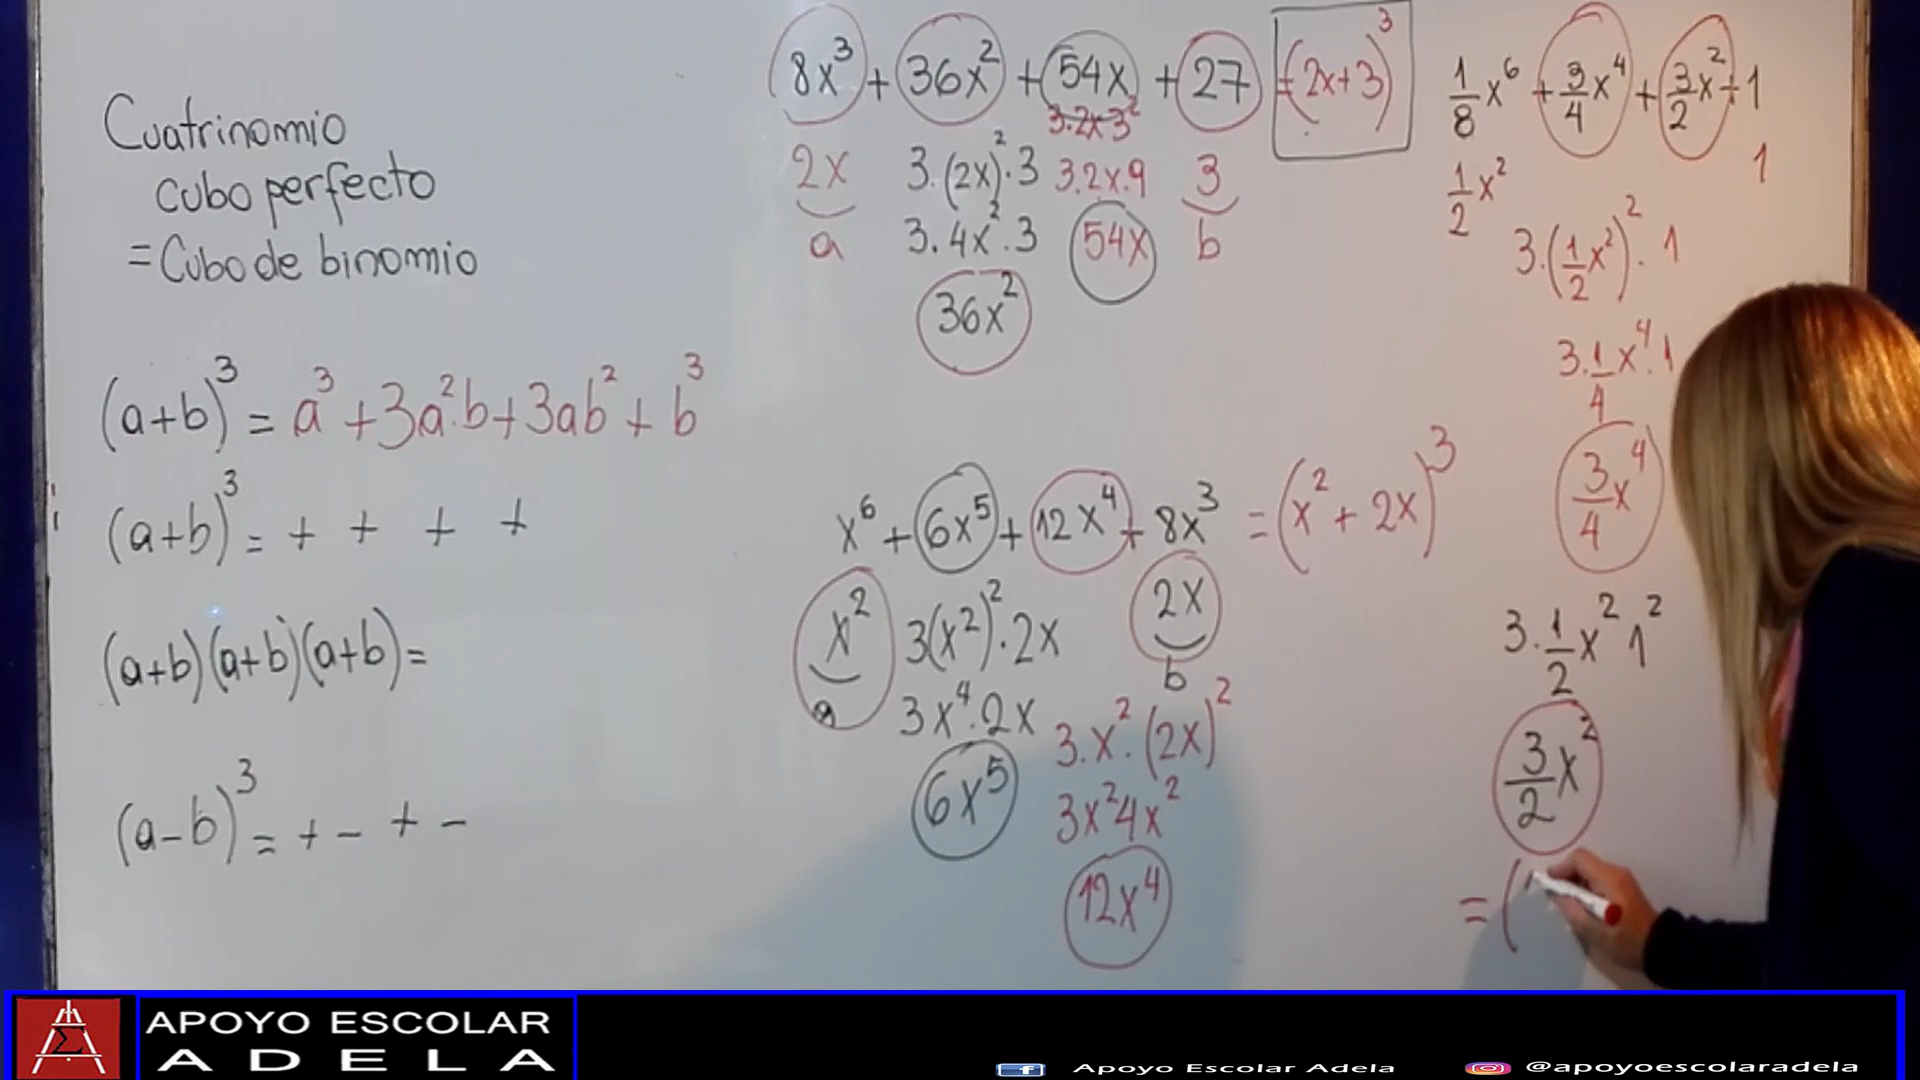 Cuatrinomio
cubo perfecto
= Cubo de binomio
(a+b)³ = a³ + 3a²·b + 3ab² + b³
(a+b)³ = + + + +
(a+b)(a+b)(a+b) =
(a-b)³ = + - + -
8x³ + 36x² + 54x + 27 = (2x+3)³
3·2x·3²
2x 3·(2x)²·3 3·2x·9 3
a 3·4x²·3 54x b
36x²
x⁶ + 6x⁵ + 12x⁴ + 8x³ = (x² + 2x)³
x² 3(x²)²·2x 2x
a 3x⁴·2x b
6x⁵ 3·x²·(2x)²
3x²4x²
12x⁴
1/8 x⁶ + 3/4 x⁴ + 3/2 x² + 1
1/2 x² 1
3·(1/2 x²)²·1
3·1/4 x⁴·1
3/4 x⁴
3·1/2 x² 1²
3/2 x²
= (
APOYO ESCOLAR
ADELA
f Apoyo Escolar Adela @apoyoescolaradela